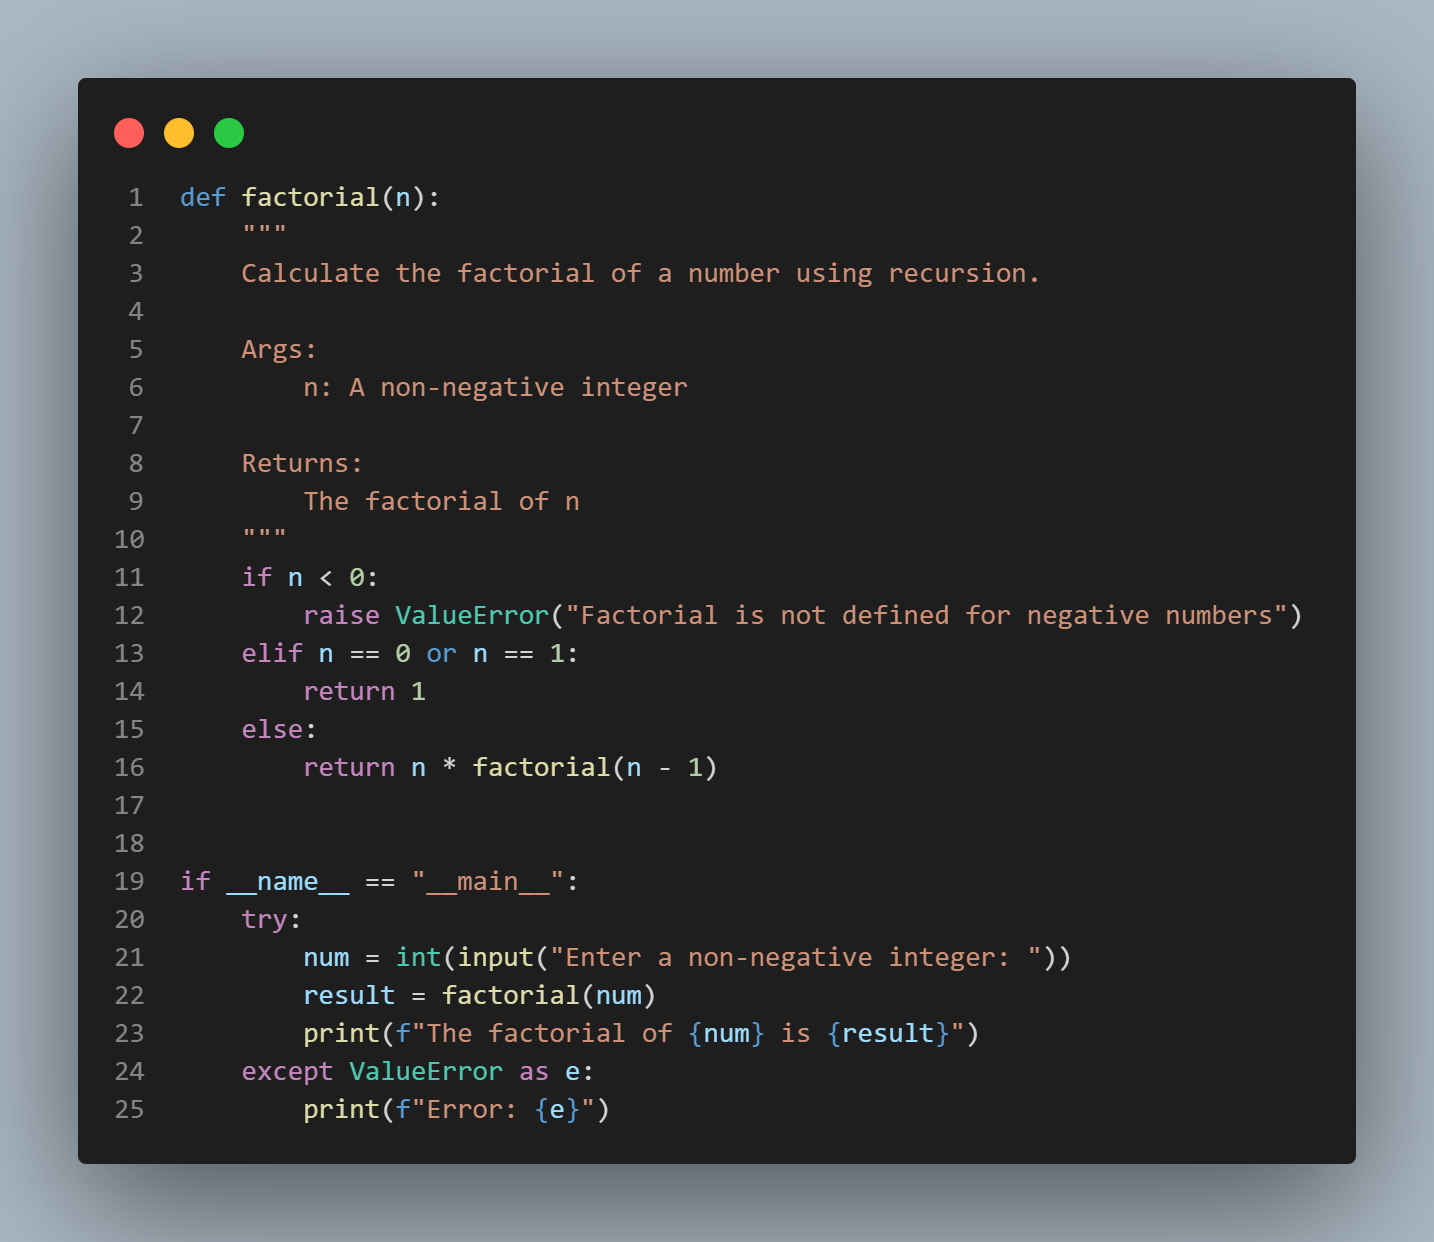 1 def factorial(n):
2     """
3     Calculate the factorial of a number using recursion.
4
5     Args:
6         n: A non-negative integer
7
8     Returns:
9         The factorial of n
10     """
11     if n < 0:
12         raise ValueError("Factorial is not defined for negative numbers")
13     elif n == 0 or n == 1:
14         return 1
15     else:
16         return n * factorial(n - 1)
17
18
19 if __name__ == "__main__":
20     try:
21         num = int(input("Enter a non-negative integer: "))
22         result = factorial(num)
23         print(f"The factorial of {num} is {result}")
24     except ValueError as e:
25         print(f"Error: {e}")